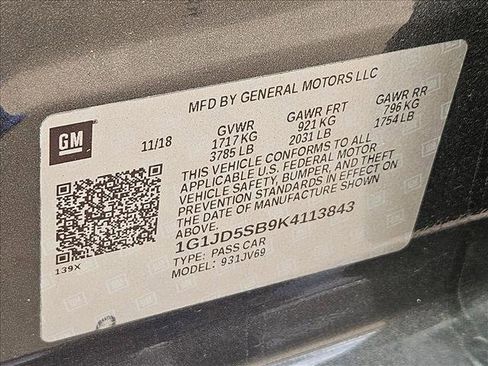 MFD BY GENERAL MOTORS LLC
GM
11/18
GVWR
1717 KG
3785 LB
GAWR FRT
921 KG
2031 LB
GAWR RR
796 KG
1754 LB
THIS VEHICLE CONFORMS TO ALL
APPLICABLE U.S. FEDERAL MOTOR
VEHICLE SAFETY, BUMPER, AND THEFT
PREVENTION STANDARDS IN EFFECT ON
THE DATE OF MANUFACTURE SHOWN
ABOVE.
1G1JD5SB9K4113843
TYPE: PASS CAR
MODEL: 931JV69
139X